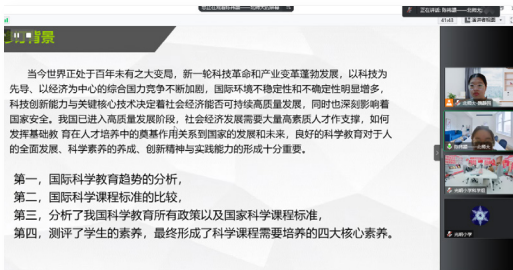 41:43
背景
当今世界正处于百年未有之大变局，新一轮科技革命和产业变革蓬勃发展，以科技为
先导、以经济为中心的综合国力竞争不断加剧，国际环境不稳定性和不确定性明显增多，
科技创新能力与关键核心技术决定着社会经济能否可持续高质量发展，同时也深刻影响着
国家安全。我国已进入高质量发展阶段，社会经济发展需要大量高素质人才作支撑，如何
发挥基础教 育在人才培养中的奠基作用关系到国家的发展和未来，良好的科学教育对于人
的全面发展、科学素养的养成、创新精神与实践能力的形成十分重要。
第一，国际科学教育趋势的分析，
第二，国际科学课程标准的比较，
第三，分析了我国科学教育所有政策以及国家科学课程标准，
第四，测评了学生的素养，最终形成了科学课程需要培养的四大核心素养。
光明小学